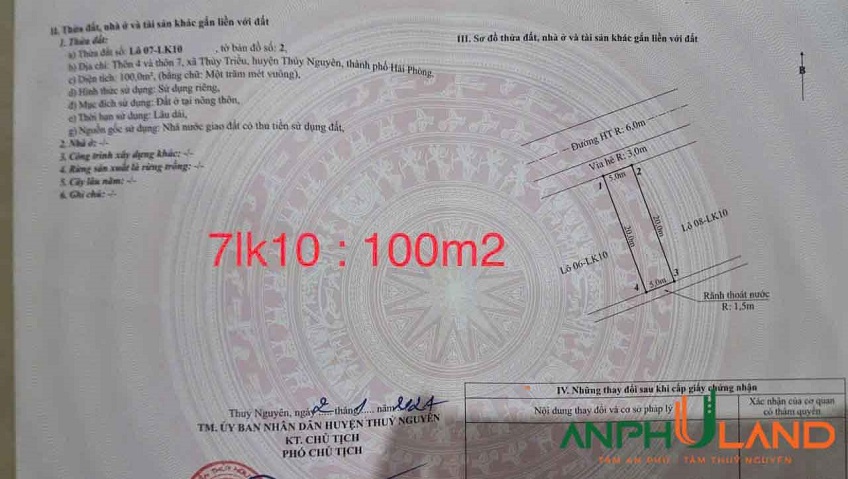 II. Thửa đất, nhà ở và tài sản khác gắn liền với đất
1. Thửa đất:
a) Thửa đất số: Lô 07-LK10 , tờ bản đồ số: 2,
b) Địa chỉ: Thôn 4 và thôn 7, xã Thủy Triều, huyện Thủy Nguyên, thành phố Hải Phòng,
c) Diện tích: 100,0m², (bằng chữ: Một trăm mét vuông),
d) Hình thức sử dụng: Sử dụng riêng,
đ) Mục đích sử dụng: Đất ở tại nông thôn,
e) Thời hạn sử dụng: Lâu dài,
g) Nguồn gốc sử dụng: Nhà nước giao đất có thu tiền sử dụng đất,
2. Nhà ở: -/-
3. Công trình xây dựng khác: -/-
4. Rừng sản xuất là rừng trồng: -/-
5. Cây lâu năm: -/-
6. Ghi chú: -/-
III. Sơ đồ thửa đất, nhà ở và tài sản khác gắn liền với đất
B
Đường HT R: 6,0m
Vỉa hè R: 3,0m
1 5.0m 2
20.0m
20.0m
Lô 08-LK10
Lô 06-LK10
4 5.0m 3
Rãnh thoát nước
R: 1,5m
7lk10 : 100m2
Thuỷ Nguyên, ngày 2 tháng 1 năm 2024
TM. ỦY BAN NHÂN DÂN HUYỆN THUỶ NGUYÊN
KT. CHỦ TỊCH
PHÓ CHỦ TỊCH
IV. Những thay đổi sau khi cấp giấy chứng nhận
Nội dung thay đổi và cơ sở pháp lý
Xác nhận của cơ quan
có thẩm quyền
ANPHULAND
TÂM AN PHÚ - TÂM THUỶ NGUYÊN